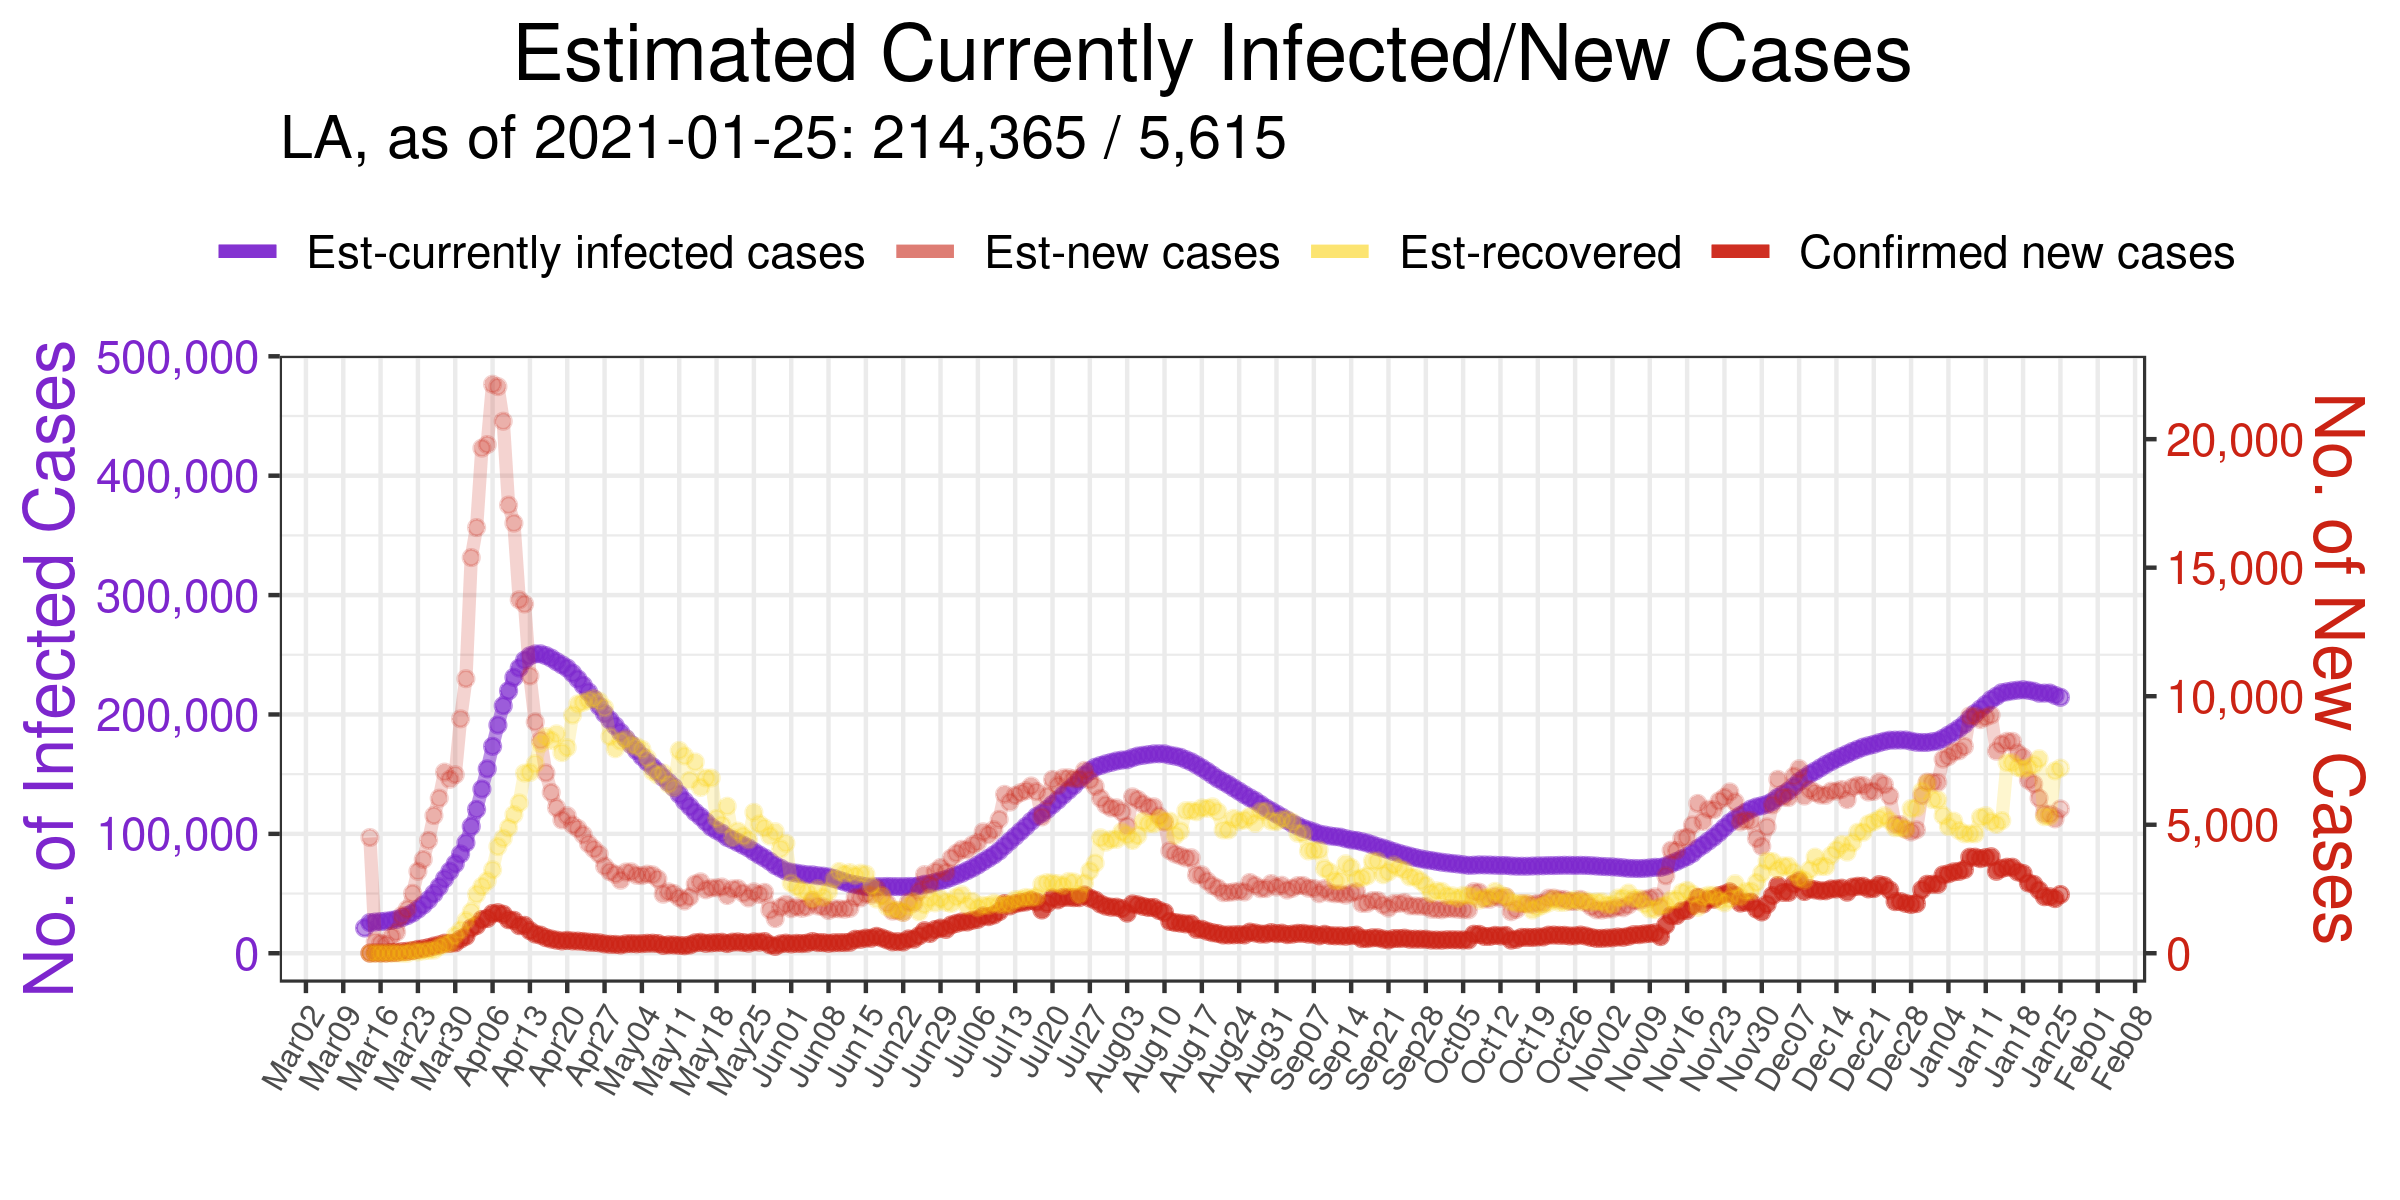 Estimated Currently Infected/New Cases
LA, as of 2021-01-25: 214,365 / 5,615
Est-currently infected cases Est-new cases Est-recovered Confirmed new cases
No. of Infected Cases
500,000
400,000
300,000
200,000
100,000
0
20,000
15,000
10,000
5,000
0
No. of New Cases
Mar02 Mar09 Mar16 Mar23 Mar30 Apr06 Apr13 Apr20 Apr27 May04 May11 May18 May25 Jun01 Jun08 Jun15 Jun22 Jun29 Jul06 Jul13 Jul20 Jul27 Aug03 Aug10 Aug17 Aug24 Aug31 Sep07 Sep14 Sep21 Sep28 Oct05 Oct12 Oct19 Oct26 Nov02 Nov09 Nov16 Nov23 Nov30 Dec07 Dec14 Dec21 Dec28 Jan04 Jan11 Jan18 Jan25 Feb01 Feb08